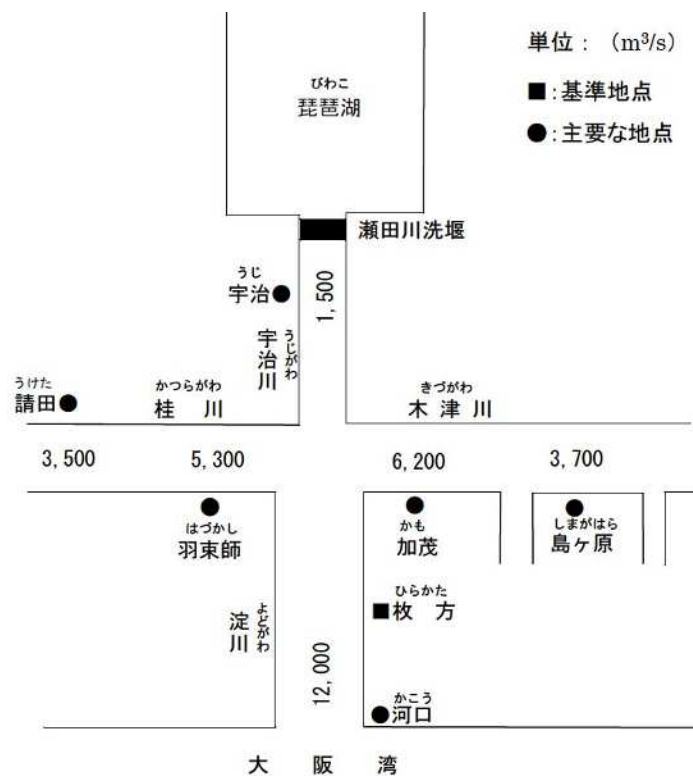 単位：（m³/s）
■：基準地点
●：主要な地点
びわこ
琵琶湖
瀬田川洗堰
うじ
宇治●
1,500
宇治川
うじがわ
うけた
請田●
かつらがわ
桂川
きづがわ
木津川
3,500
5,300
6,200
3,700
はづかし
羽束師
かも
加茂
しまがはら
島ヶ原
ひらかた
■枚方
淀川
よどがわ
12,000
かこう
●河口
大阪湾